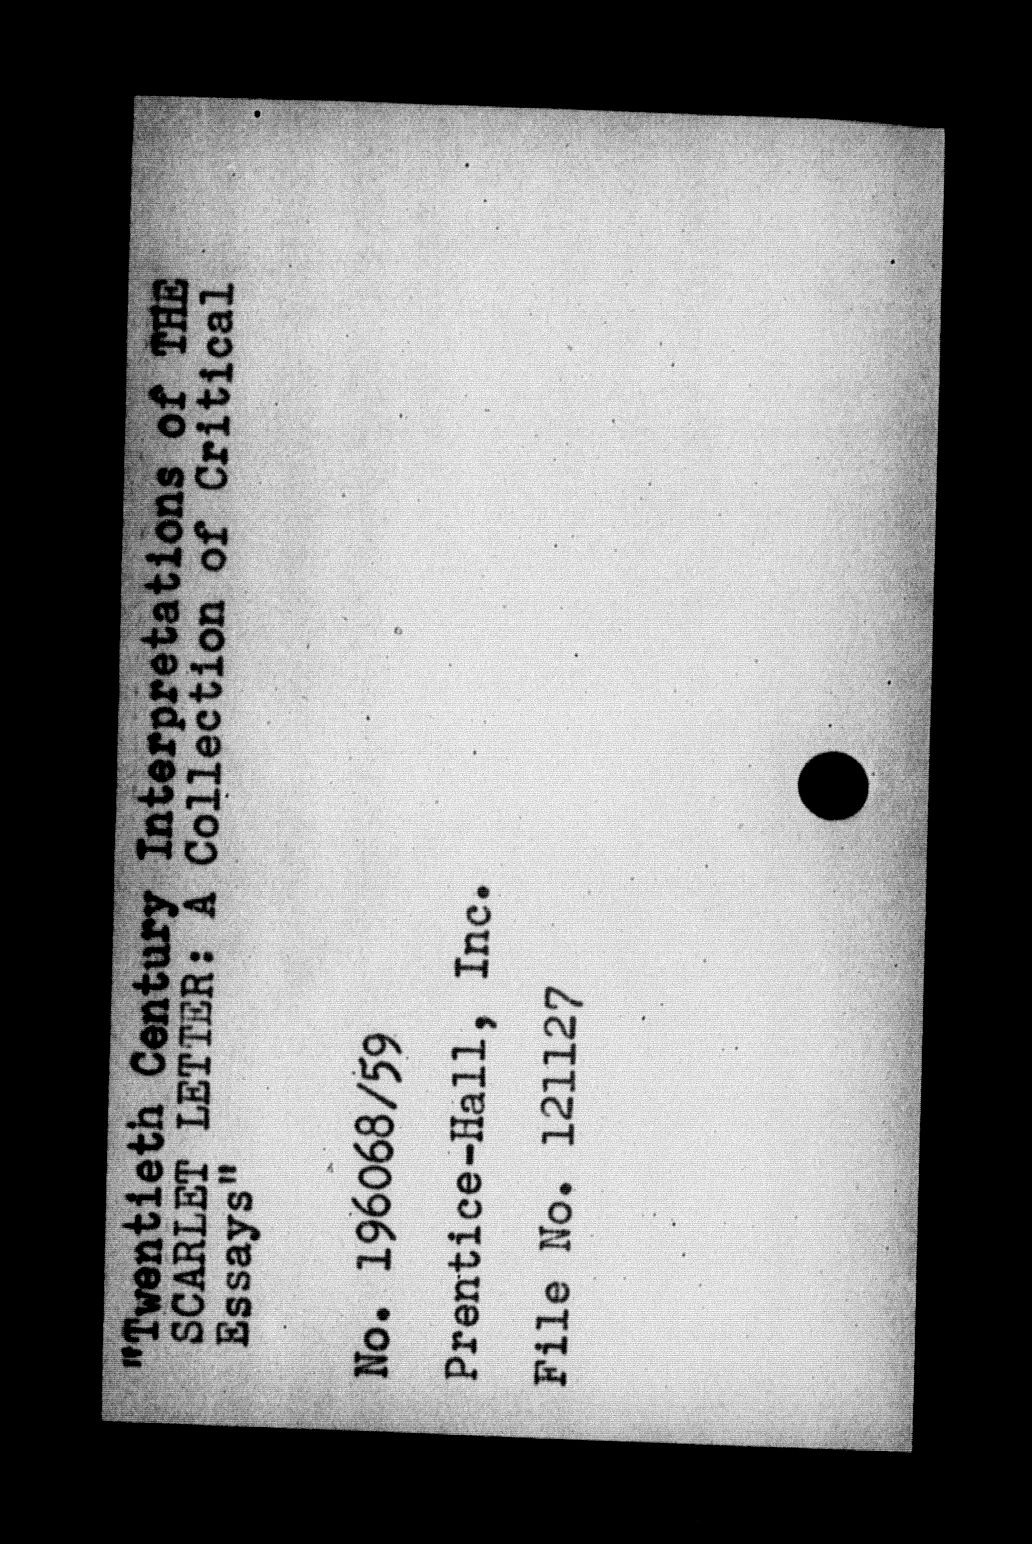 "Twentieth Century Interpretations of THE
SCARLET LETTER: A Collection of Critical
Essays"
No. 196068/59
Prentice-Hall, Inc.
File No. 121127